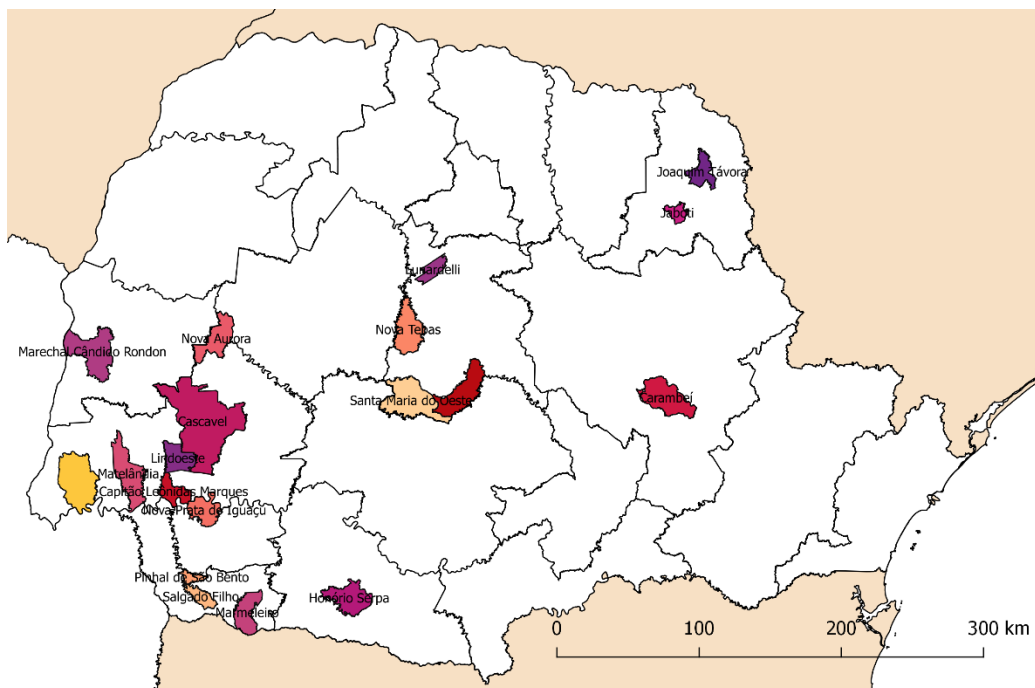 Joaquim Távora
Jaboti
Lunardelli
Nova Tebas
Nova Aurora
Marechal Cândido Rondon
Santa Maria do Oeste
Carambeí
Cascavel
Lindoeste
Matelândia
Capitão Leônidas Marques
Nova Prata do Iguaçu
Pinhal de São Bento
Salgado Filho
Honório Serpa
Marmeleiro
0 100 200 300 km